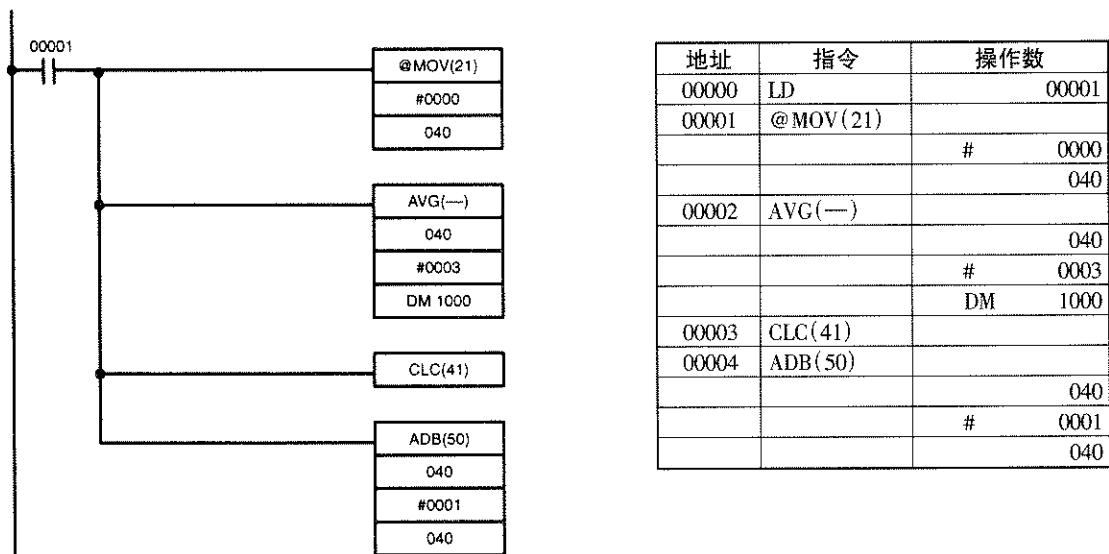 00001
@MOV(21)
#0000
040
AVG(—)
040
#0003
DM 1000
CLC(41)
ADB(50)
040
#0001
040
地址 指令 操作数
00000 LD 00001
00001 @MOV(21)
# 0000
040
00002 AVG(—)
040
# 0003
DM 1000
00003 CLC(41)
00004 ADB(50)
040
# 0001
040